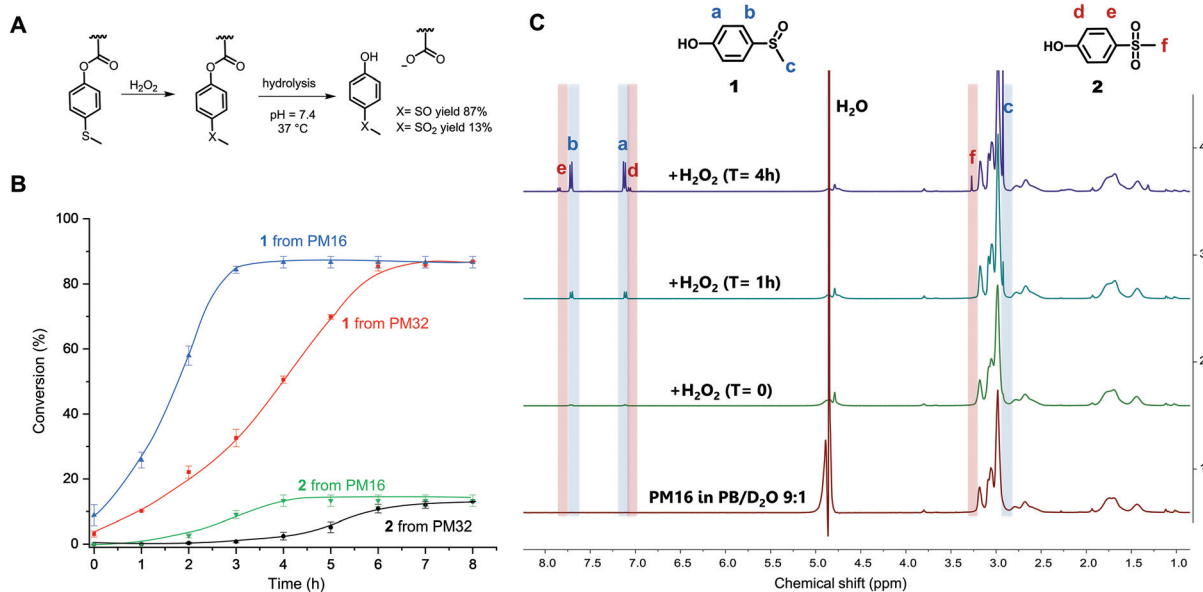 A
O
O
S
H₂O₂
O
O
X
hydrolysis
pH = 7.4
37 °C
OH
X
⁻O
O
X= SO yield 87%
X= SO₂ yield 13%
B
Conversion (%)
100
80
60
40
20
0
1 from PM16
1 from PM32
2 from PM16
2 from PM32
0 1 2 3 4 5 6 7 8
Time (h)
C
a b
HO
O
S
c
1
d e
HO
O
S
O
f
2
H₂O
e b a d f c
+H₂O₂ (T= 4h)
+H₂O₂ (T= 1h)
+H₂O₂ (T= 0)
PM16 in PB/D₂O 9:1
4
3
2
1
8.0 7.5 7.0 6.5 6.0 5.5 5.0 4.5 4.0 3.5 3.0 2.5 2.0 1.5 1.0
Chemical shift (ppm)